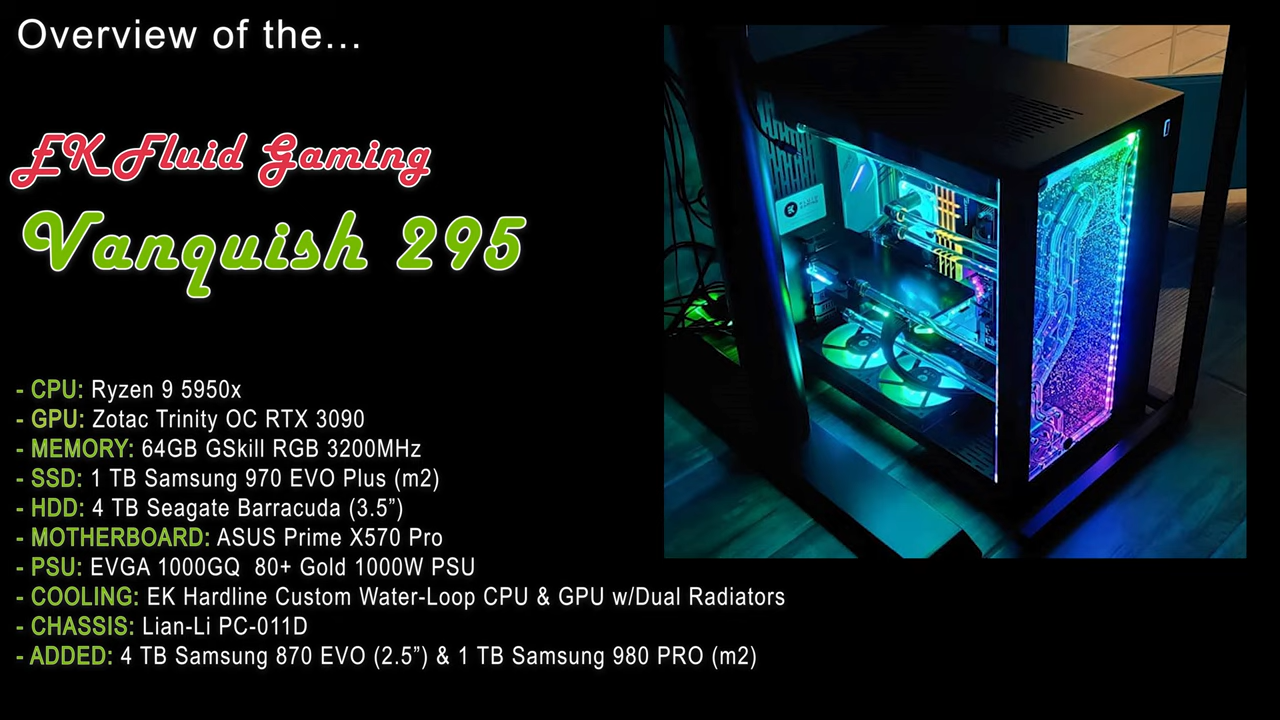 Overview of the...
EK Fluid Gaming
Vanquish 295
- CPU: Ryzen 9 5950x
- GPU: Zotac Trinity OC RTX 3090
- MEMORY: 64GB GSkill RGB 3200MHz
- SSD: 1 TB Samsung 970 EVO Plus (m2)
- HDD: 4 TB Seagate Barracuda (3.5”)
- MOTHERBOARD: ASUS Prime X570 Pro
- PSU: EVGA 1000GQ  80+ Gold 1000W PSU
- COOLING: EK Hardline Custom Water-Loop CPU & GPU w/Dual Radiators
- CHASSIS: Lian-Li PC-011D
- ADDED: 4 TB Samsung 870 EVO (2.5”) & 1 TB Samsung 980 PRO (m2)
EK